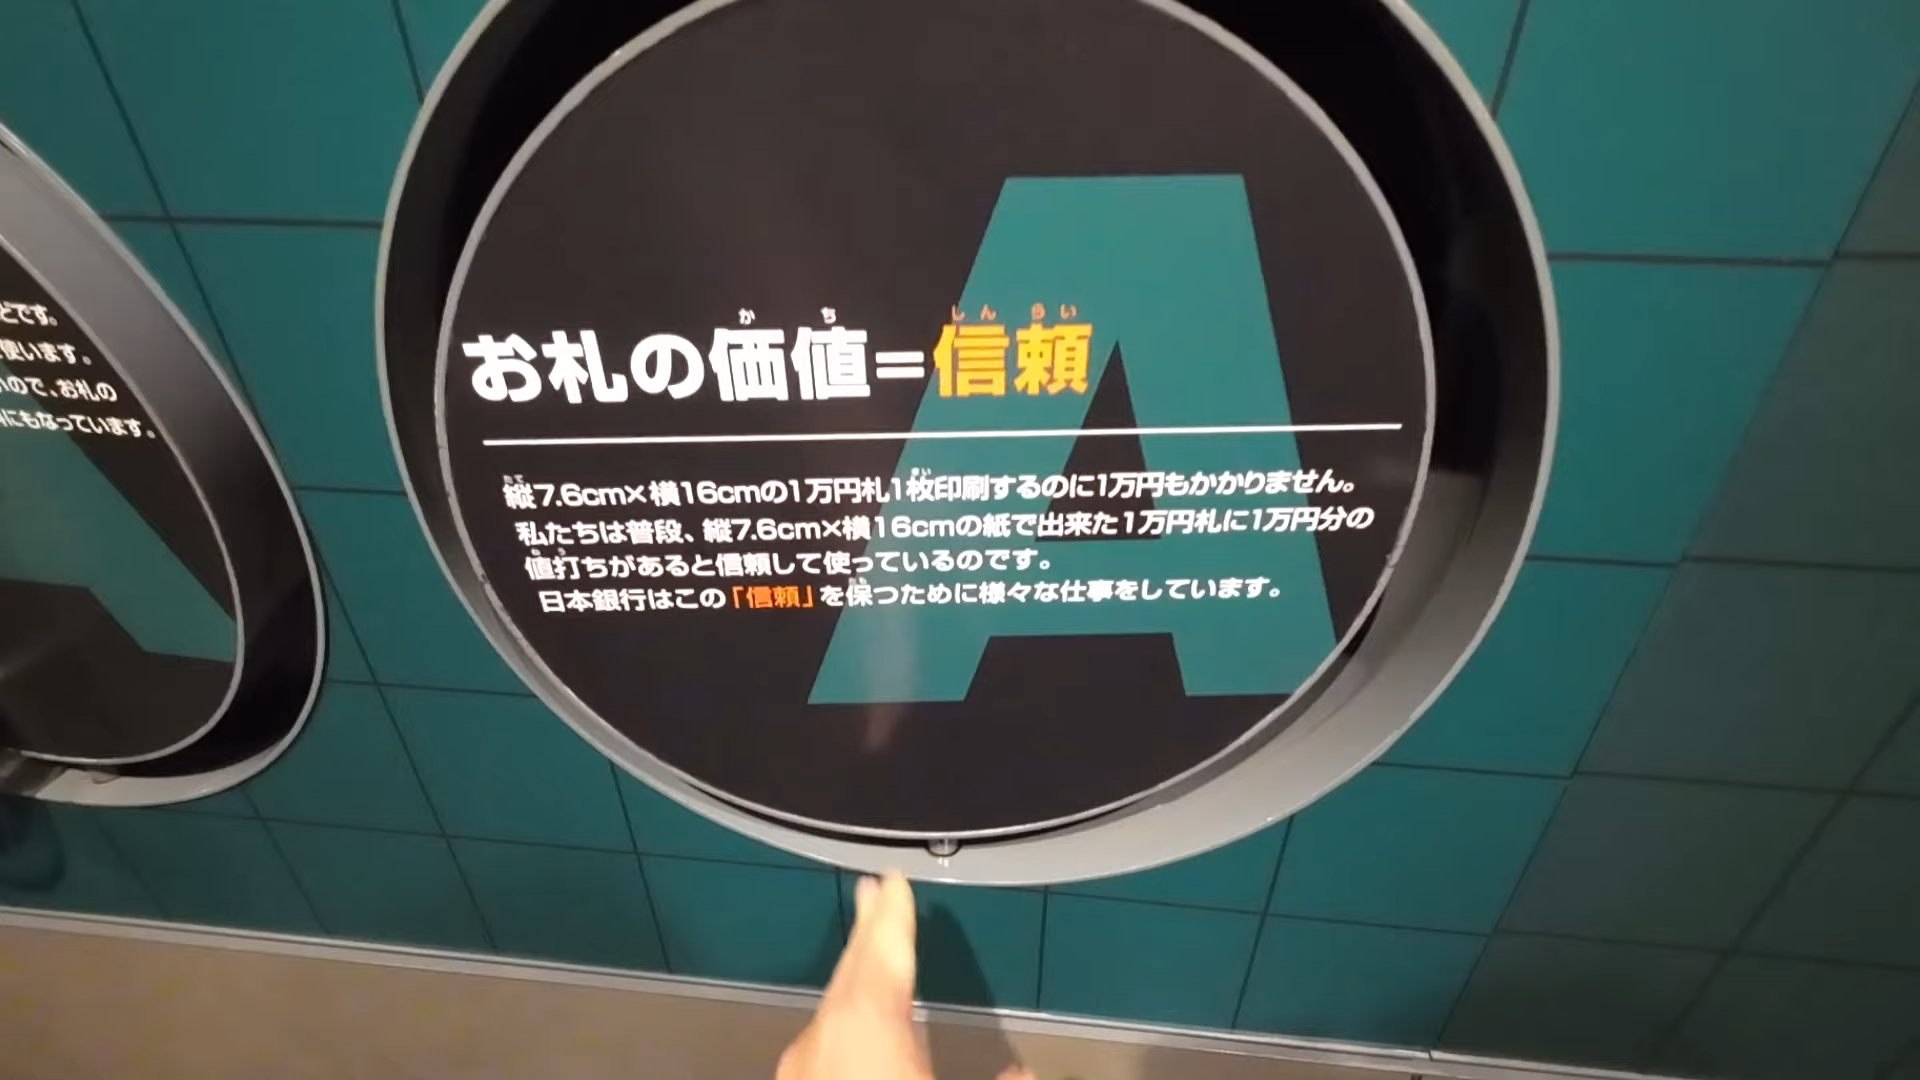 とです。
使います。
いので、お札の
にもなっています。
A
か ち しん らい
お札の価値=信頼
たて まい
縦7.6cm×横16cmの1万円札1枚印刷するのに1万円もかかりません。
私たちは普段、縦7.6cm×横16cmの紙で出来た1万円札に1万円分の
値打ちがあると信頼して使っているのです。
日本銀行はこの「信頼」を保つために様々な仕事をしています。